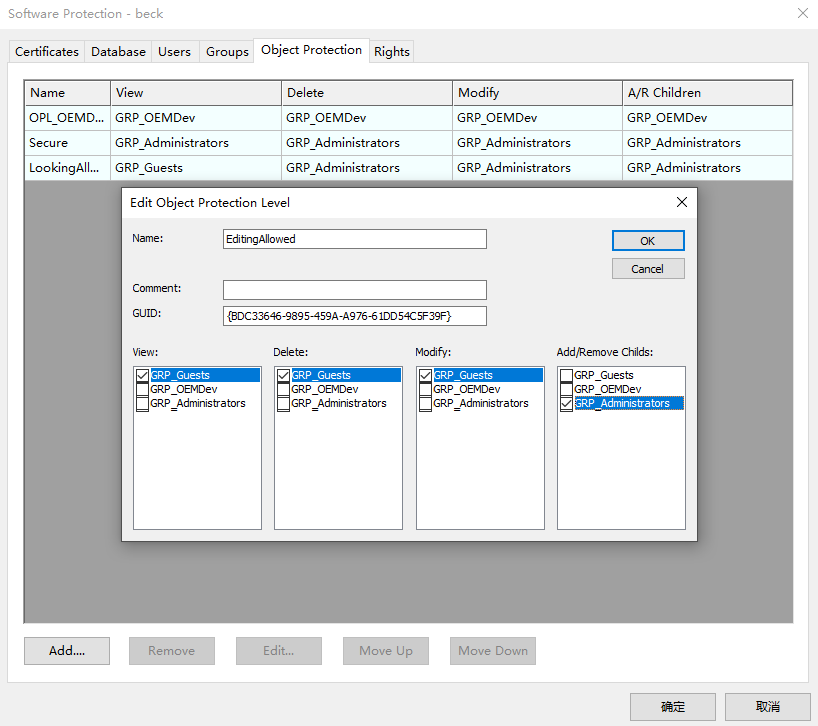 Software Protection - beck
Certificates Database Users Groups Object Protection Rights
Name View Delete Modify A/R Children
OPL_OEMD... GRP_OEMDev GRP_OEMDev GRP_OEMDev GRP_OEMDev
Secure GRP_Administrators GRP_Administrators GRP_Administrators GRP_Administrators
LookingAll... GRP_Guests GRP_Administrators GRP_Administrators GRP_Administrators
Edit Object Protection Level
Name: EditingAllowed OK
Cancel
Comment:
GUID: {BDC33646-9895-459A-A976-61DD54C5F39F}
View: Delete: Modify: Add/Remove Childs:
GRP_Guests GRP_Guests GRP_Guests GRP_Guests
GRP_OEMDev GRP_OEMDev GRP_OEMDev GRP_OEMDev
GRP_Administrators GRP_Administrators GRP_Administrators GRP_Administrators
Add.... Remove Edit... Move Up Move Down
确定 取消